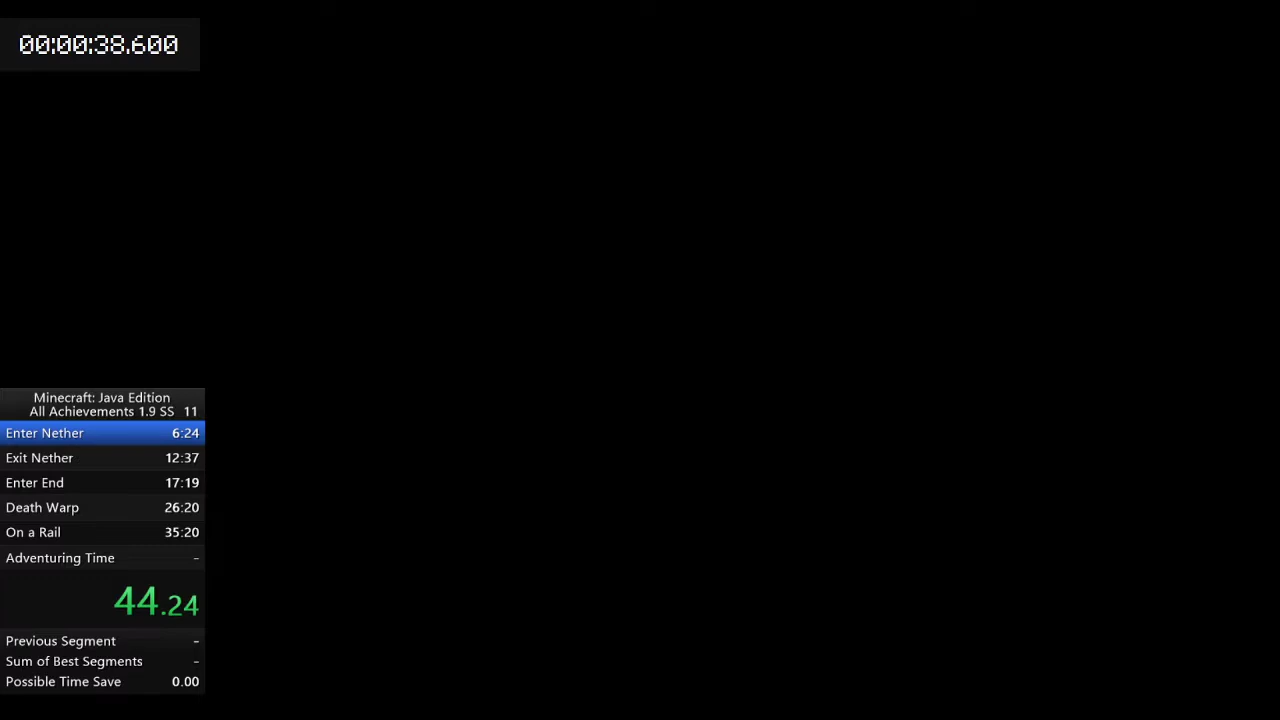 00:00:38.600
Minecraft: Java Edition
All Achievements 1.9 SS 11
Enter Nether 6:24
Exit Nether 12:37
Enter End 17:19
Death Warp 26:20
On a Rail 35:20
Adventuring Time -
44.24
Previous Segment -
Sum of Best Segments -
Possible Time Save 0.00